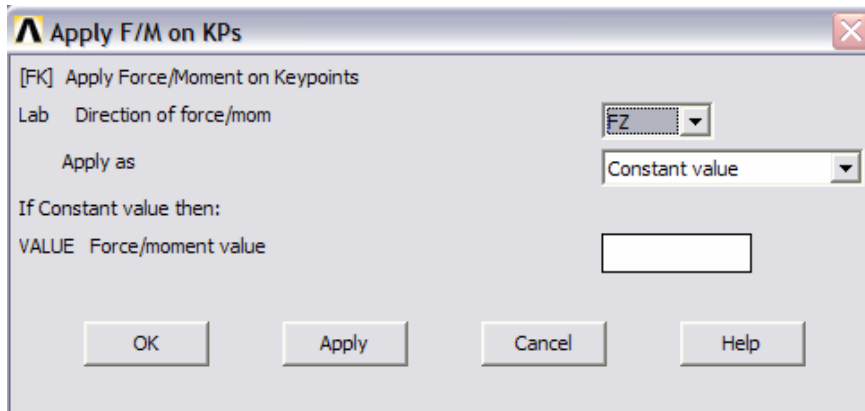 Apply F/M on KPs
[FK] Apply Force/Moment on Keypoints
Lab Direction of force/mom FZ
Apply as Constant value
If Constant value then:
VALUE Force/moment value
OK Apply Cancel Help